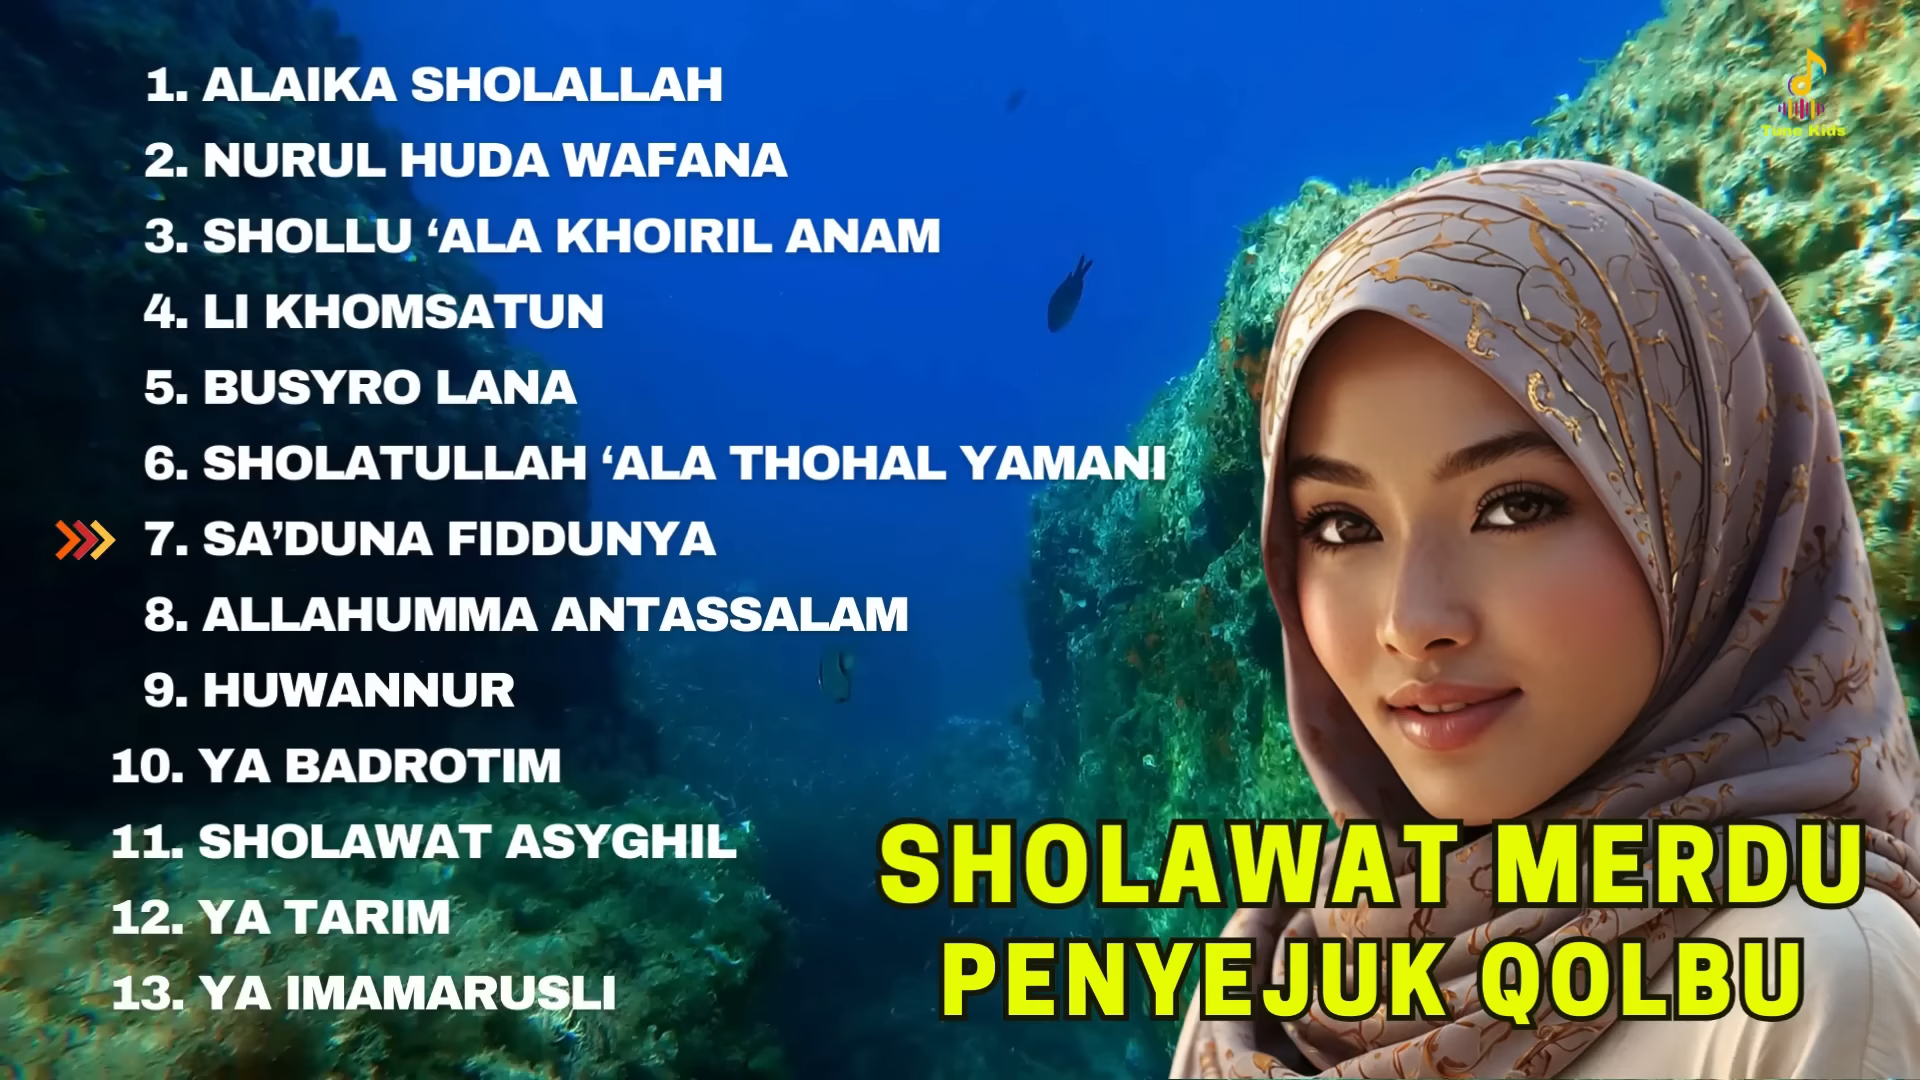 1. ALAIKA SHOLALLAH
2. NURUL HUDA WAFANA
3. SHOLLU ‘ALA KHOIRIL ANAM
4. LI KHOMSATUN
5. BUSYRO LANA
6. SHOLATULLAH ‘ALA THOHAL YAMANI
7. SA’DUNA FIDDUNYA
8. ALLAHUMMA ANTASSALAM
9. HUWANNUR
10. YA BADROTIM
11. SHOLAWAT ASYGHIL
12. YA TARIM
13. YA IMAMARUSLI
Tune Kids
SHOLAWAT MERDU
PENYEJUK QOLBU